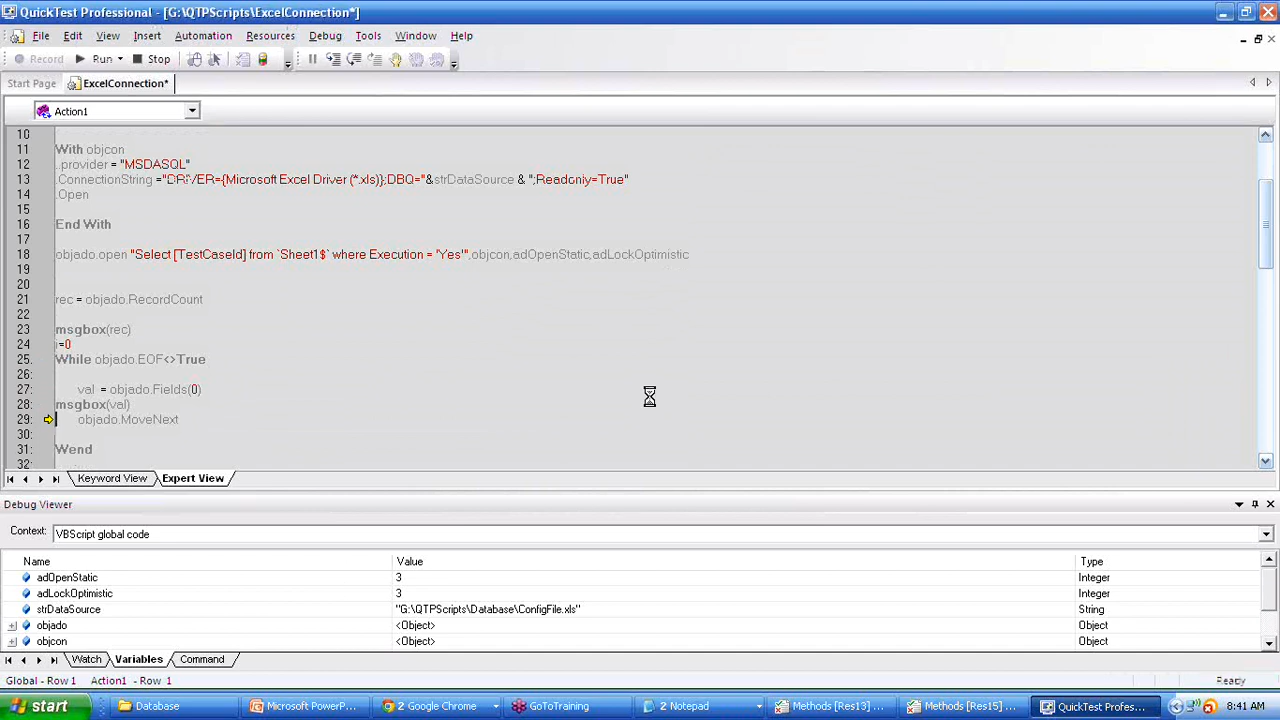 QuickTest Professional - [G:\QTPScripts\ExcelConnection*]
File Edit View Insert Automation Resources Debug Tools Window Help
Record Run Stop
Start Page ExcelConnection*
Action1
10
11 With objcon
12 .provider = "MSDASQL"
13 .ConnectionString ="DRIVER={Microsoft Excel Driver (*.xls)};DBQ="&strDataSource & ";Readonly=True"
14 .Open
15
16 End With
17
18 objado.open "Select [TestCaseId] from `Sheet1$` where Execution = 'Yes'",objcon,adOpenStatic,adLockOptimistic
19
20
21 rec = objado.RecordCount
22
23 msgbox(rec)
24 i=0
25: While objado.EOF<>True
26:
27: val = objado.Fields(0)
28: msgbox(val)
29: objado.MoveNext
30:
31: Wend
32:
Keyword View Expert View
Debug Viewer
Context: VBScript global code
Name Value Type
adOpenStatic 3 Integer
adLockOptimistic 3 Integer
strDataSource "G:\QTPScripts\Database\ConfigFile.xls" String
objado <Object> Object
objcon <Object> Object
Watch Variables Command
Global - Row 1 Action1 - Row 1 Ready
start Database Microsoft PowerP... 2 Google Chrome GoToTraining 2 Notepad Methods [Res13] ... Methods [Res15] ... QuickTest Profes... 8:41 AM